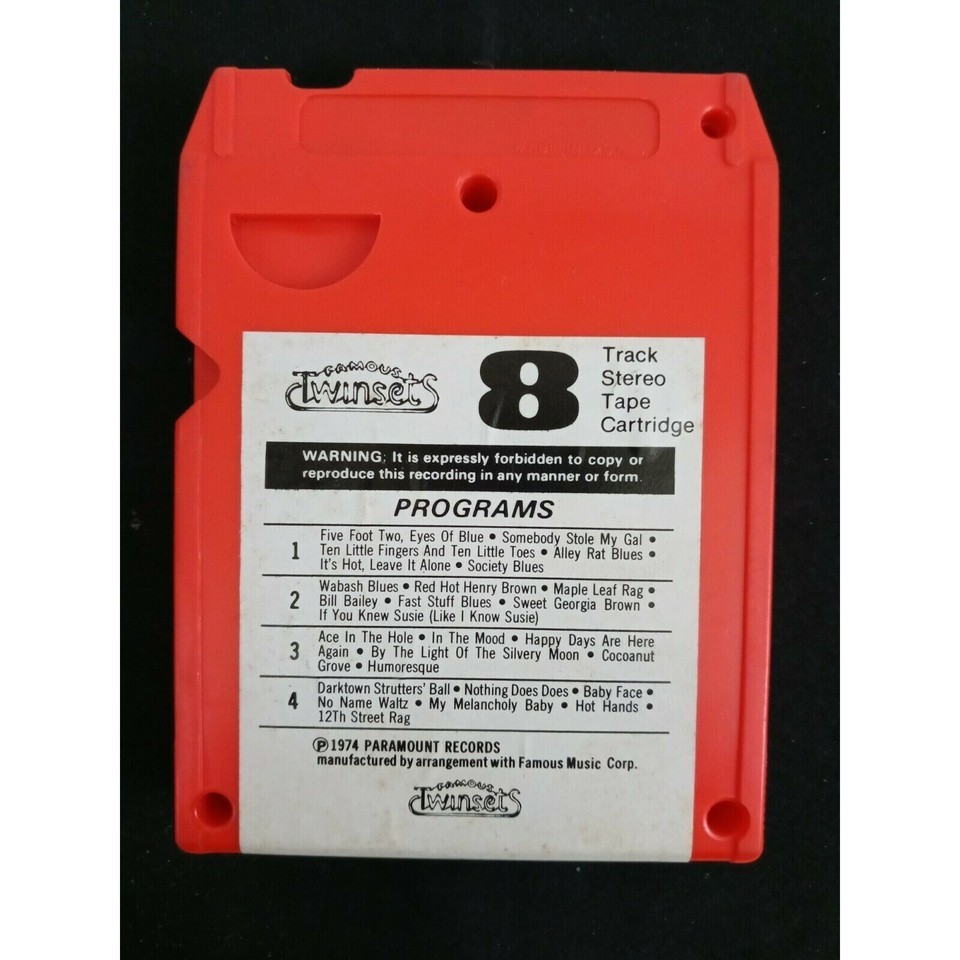 FAMOUS
Twinsets
8
Track
Stereo
Tape
Cartridge
WARNING: It is expressly forbidden to copy or
reproduce this recording in any manner or form.
PROGRAMS
1
Five Foot Two, Eyes Of Blue • Somebody Stole My Gal •
Ten Little Fingers And Ten Little Toes • Alley Rat Blues •
It's Hot, Leave It Alone • Society Blues
2
Wabash Blues • Red Hot Henry Brown • Maple Leaf Rag •
Bill Bailey • Fast Stuff Blues • Sweet Georgia Brown •
If You Knew Susie (Like I Know Susie)
3
Ace In The Hole • In The Mood • Happy Days Are Here
Again • By The Light Of The Silvery Moon • Cocoanut
Grove • Humoresque
4
Darktown Strutters' Ball • Nothing Does Does • Baby Face •
No Name Waltz • My Melancholy Baby • Hot Hands •
12Th Street Rag
Ⓟ1974 PARAMOUNT RECORDS
manufactured by arrangement with Famous Music Corp.
FAMOUS
Twinsets